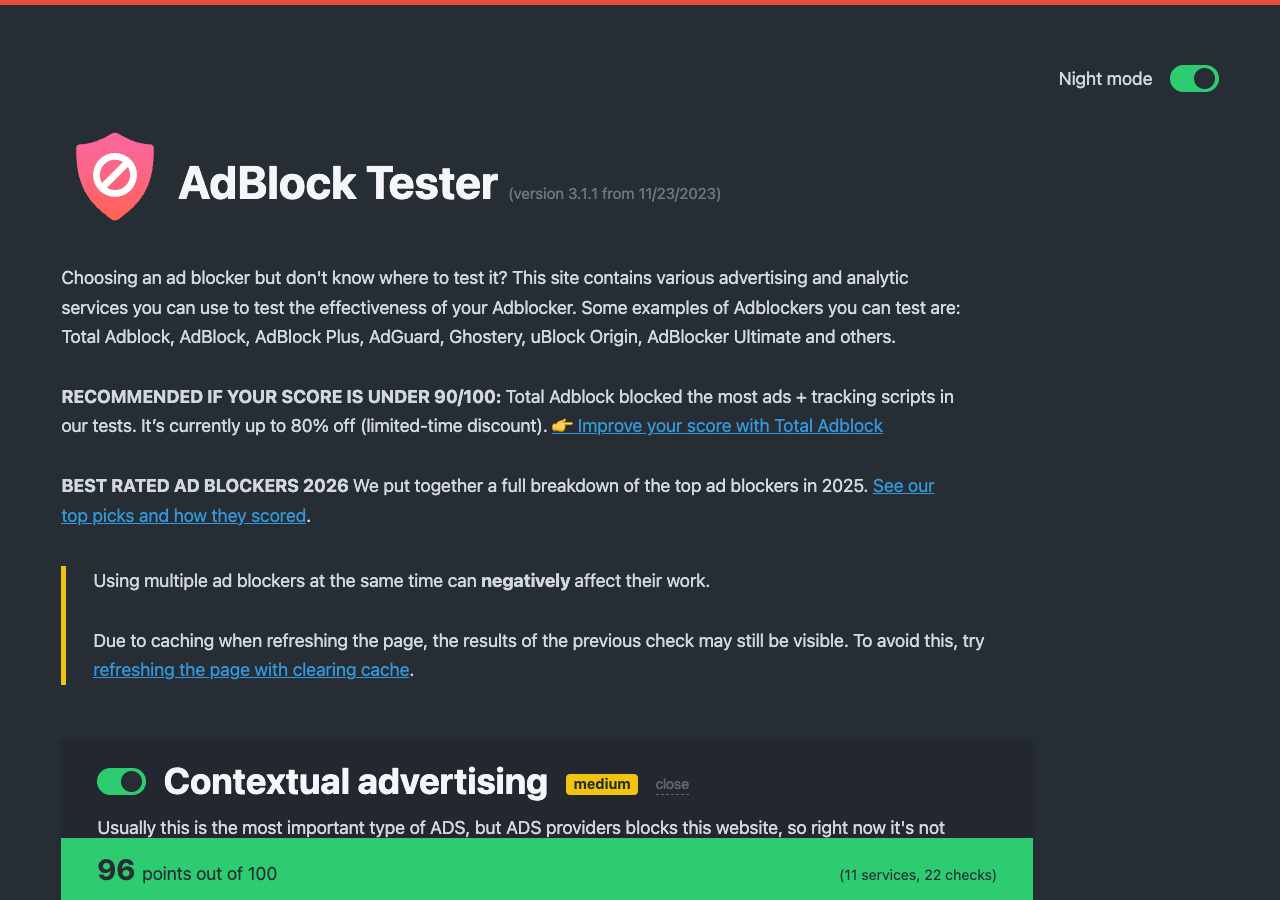 Night mode
AdBlock Tester (version 3.1.1 from 11/23/2023)
Choosing an ad blocker but don't know where to test it? This site contains various advertising and analytic
services you can use to test the effectiveness of your Adblocker. Some examples of Adblockers you can test are:
Total Adblock, AdBlock, AdBlock Plus, AdGuard, Ghostery, uBlock Origin, AdBlocker Ultimate and others.
RECOMMENDED IF YOUR SCORE IS UNDER 90/100: Total Adblock blocked the most ads + tracking scripts in
our tests. It’s currently up to 80% off (limited-time discount). 👉 Improve your score with Total Adblock
BEST RATED AD BLOCKERS 2026 We put together a full breakdown of the top ad blockers in 2025. See our
top picks and how they scored.
Using multiple ad blockers at the same time can negatively affect their work.
Due to caching when refreshing the page, the results of the previous check may still be visible. To avoid this, try
refreshing the page with clearing cache.
Contextual advertising medium close
Usually this is the most important type of ADS, but ADS providers blocks this website, so right now it's not
96 points out of 100 (11 services, 22 checks)